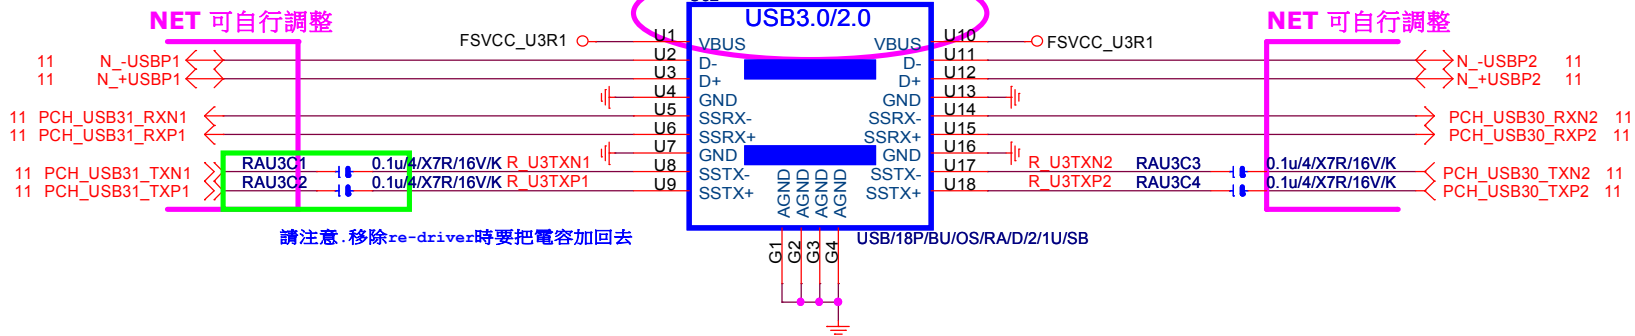 NET 可自行調整
USB3.0/2.0
NET 可自行調整
FSVCC_U3R1 U1 VBUS VBUS U10 FSVCC_U3R1
11 N_-USBP1 U2 D- D- U11 N_-USBP2 11
11 N_+USBP1 U3 D+ D+ U12 N_+USBP2 11
U4 GND GND U13
11 PCH_USB31_RXN1 U5 SSRX- SSRX- U14 PCH_USB30_RXN2 11
11 PCH_USB31_RXP1 U6 SSRX+ SSRX+ U15 PCH_USB30_RXP2 11
U7 GND GND U16
11 PCH_USB31_TXN1 RAU3C1 0.1u/4/X7R/16V/K R_U3TXN1 U8 SSTX- SSTX- U17 R_U3TXN2 RAU3C3 0.1u/4/X7R/16V/K PCH_USB30_TXN2 11
11 PCH_USB31_TXP1 RAU3C2 0.1u/4/X7R/16V/K R_U3TXP1 U9 SSTX+ SSTX+ U18 R_U3TXP2 RAU3C4 0.1u/4/X7R/16V/K PCH_USB30_TXP2 11
AGND AGND AGND AGND
請注意.移除re-driver時要把電容加回去
USB/18P/BU/OS/RA/D/2/1U/SB
G1 G2 G3 G4